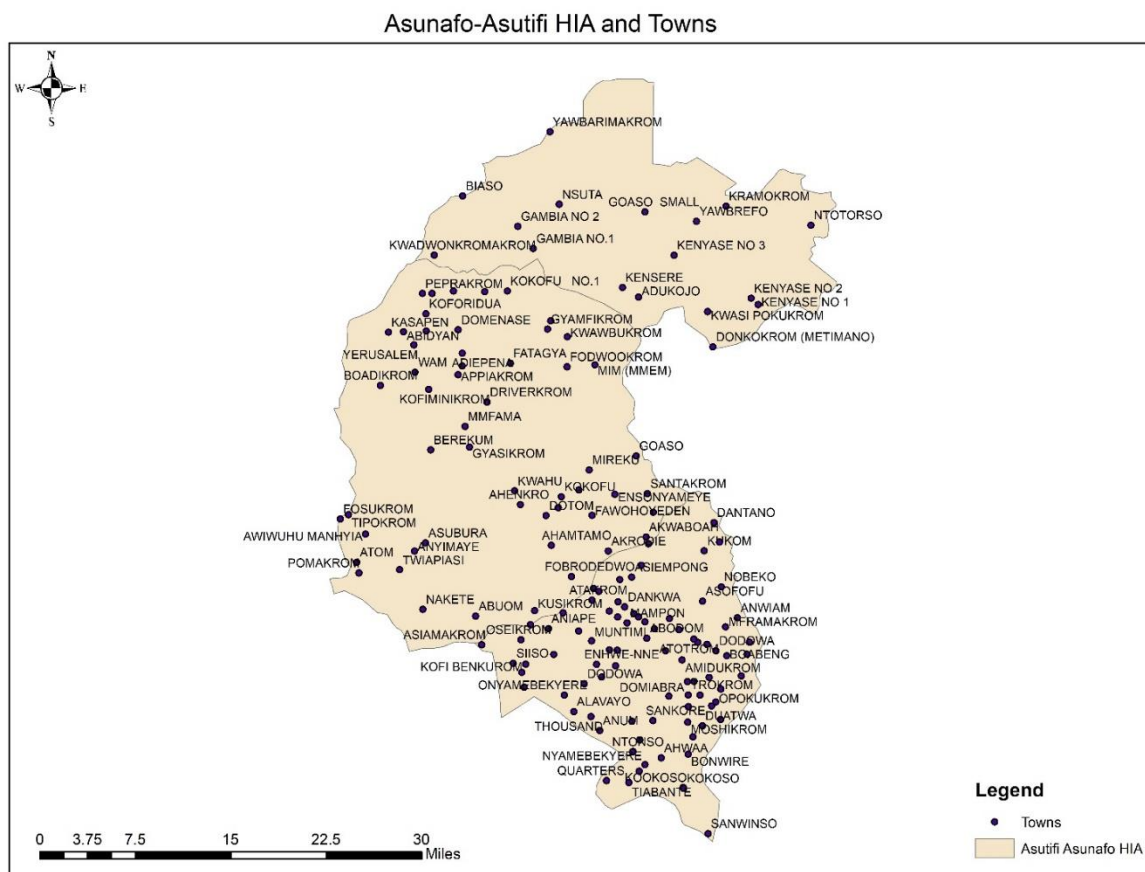 Asunafo-Asutifi HIA and Towns
N
W E
S
YAWBARIMAKROM
BIASO
NSUTA
GOASO SMALL
KRAMOKROM
YAWBREFO
NTOTORSO
GAMBIA NO 2
GAMBIA NO.1
KWADWONKROMAKROM
KENYASE NO 3
PEPRAKROM
KOKOFU NO.1
KENSERE
ADUKOJO
KENYASE NO 2
KENYASE NO 1
KOFORIDUA
KWASI POKUKROM
GYAMFIKROM
KASAPEN
DOMENASE
ABIDYAN
KWAWBUKROM
DONKOKROM (METIMANO)
YERUSALEM
WAM
ADIEPENA
FATAGYA
FODWOOKROM
MIM (MMEM)
BOADIKROM
APPIAKROM
KOFIMINIKROM
DRIVERKROM
MMFAMA
BEREKUM
GYASIKROM
GOASO
MIREKU
KWAHU
KOKOFU
SANTAKROM
AHENKRO
ENSONYAMEYE
DOTOM
FAWOHOYEDEN
FOSUKROM
TIPOKROM
DANTANO
AWIWUHU MANHYIA
ASUBURA
AKWABOAH
ANYIMAYE
AHAMTAMO
AKRODIE
KUKOM
ATOM
POMAKROM
TWIAPIASI
FOBRODEDWOASIEMPONG
NOBEKO
ATAKROM
DANKWA
ASOFOFU
NAKETE
ABUOM
KUSIKROM
MAMPON
ANWIAM
ANIAPE
MFRAMAKROM
ASIAMAKROM
OSEIKROM
MUNTIMI
ABODOM
DODOWA
SIISO
ENHWE-NNE
ATOTROM
BOABENG
KOFI BENKUROM
DODOWA
AMIDUKROM
ONYAMEBEKYERE
DOMIABRA
YROKROM
OPOKUKROM
ALAVAYO
SANKORE
DUATWA
THOUSAND
ANUM
MOSHIKROM
NTONSO
NYAMEBEKYERE
AHWAA
BONWIRE
QUARTERS
KOOKOSOKOKOSO
TIABANTE
SANWINSO
Legend
Towns
Asutifi Asunafo HIA
0 3.75 7.5 15 22.5 30
Miles